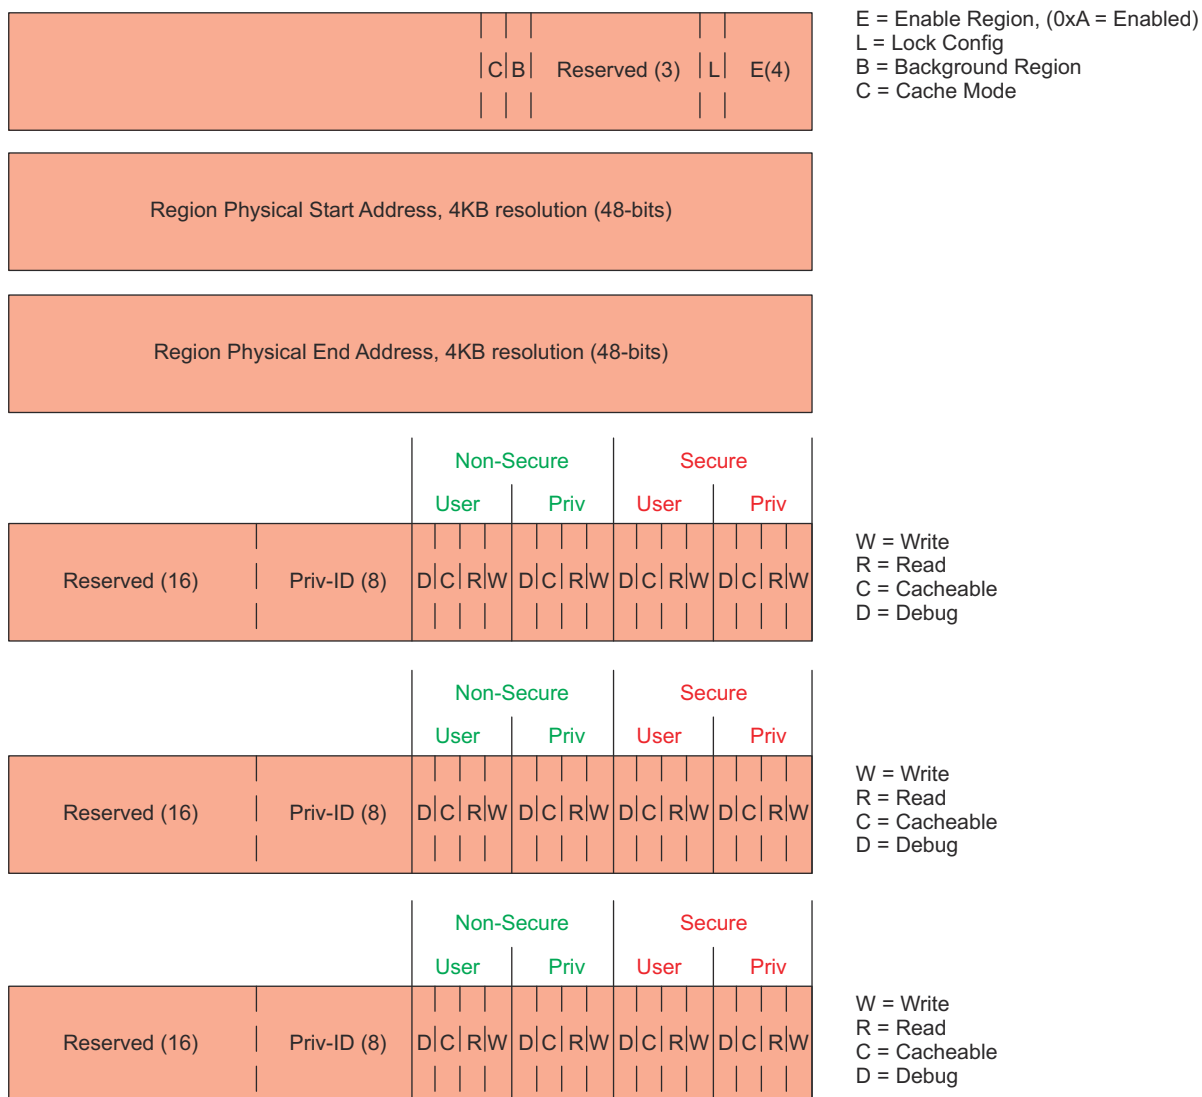 E = Enable Region, (0xA = Enabled)
L = Lock Config
B = Background Region
C = Cache Mode
C B Reserved (3) L E(4)
Region Physical Start Address, 4KB resolution (48-bits)
Region Physical End Address, 4KB resolution (48-bits)
Non-Secure Secure
User Priv User Priv
Reserved (16) Priv-ID (8) D C R W D C R W D C R W D C R W
W = Write
R = Read
C = Cacheable
D = Debug
Non-Secure Secure
User Priv User Priv
Reserved (16) Priv-ID (8) D C R W D C R W D C R W D C R W
W = Write
R = Read
C = Cacheable
D = Debug
Non-Secure Secure
User Priv User Priv
Reserved (16) Priv-ID (8) D C R W D C R W D C R W D C R W
W = Write
R = Read
C = Cacheable
D = Debug